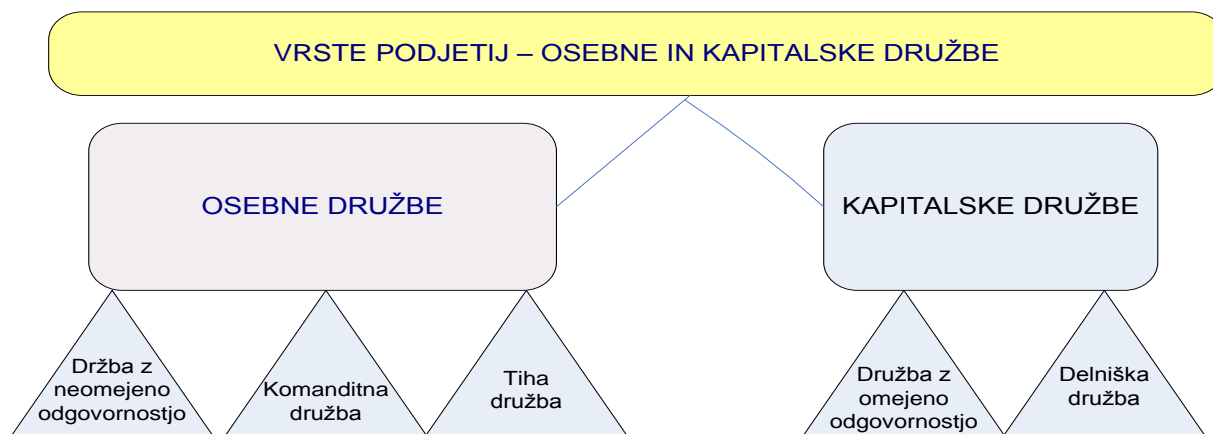 VRSTE PODJETIJ – OSEBNE IN KAPITALSKE DRUŽBE
OSEBNE DRUŽBE
KAPITALSKE DRUŽBE
Držba z
neomejeno
odgovornostjo
Komanditna
družba
Tiha
družba
Družba z
omejeno
odgovornostjo
Delniška
družba